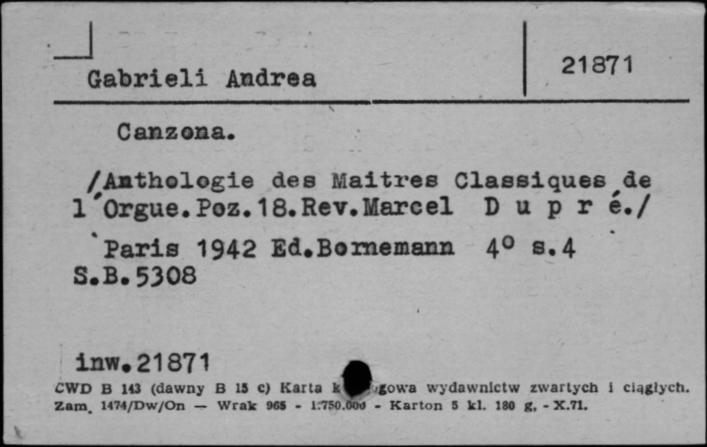 21871
Gabrieli Andrea
Canzona.
/Anthologie des Maitres Classiques de
l'Orgue.Poz.18.Rev.Marcel D u p r é./
Paris 1942 Ed.Bornemann 4° s.4
S.B.5308
inw.21871
CWD B 143 (dawny B 15 c) Karta wydawnictw zwartych i ciągłych.
Zam. 1474/Dw/On — Wrak 965 - 1.750.000 - Karton 5 kl. 180 g. - X.71.